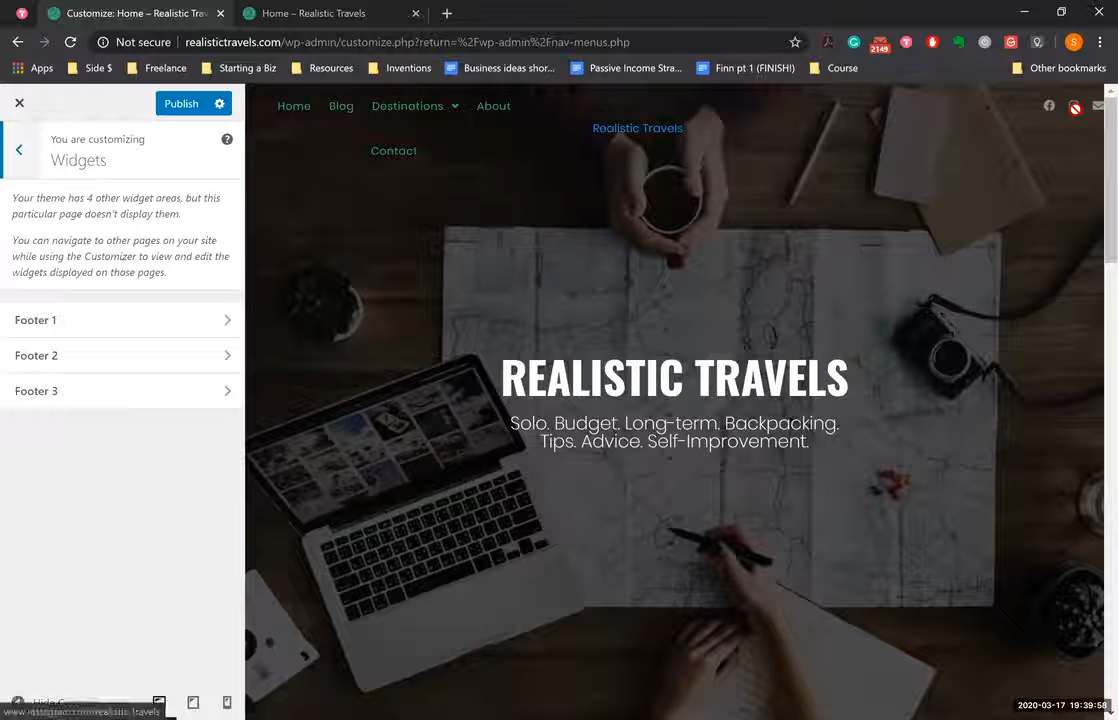 Customize: Home – Realistic Trav
Home – Realistic Travels
Not secure
realistictravels.com/wp-admin/customize.php?return=%2Fwp-admin%2Fnav-menus.php
2149
S
Apps
Side $
Freelance
Starting a Biz
Resources
Inventions
Business ideas shor...
Passive Income Stra...
Finn pt 1 (FINISH!)
Course
Other bookmarks
Publish
You are customizing
Widgets
Your theme has 4 other widget areas, but this
particular page doesn't display them.
You can navigate to other pages on your site
while using the Customizer to view and edit the
widgets displayed on those pages.
Footer 1
Footer 2
Footer 3
Home
Blog
Destinations
About
Realistic Travels
Contact
REALISTIC TRAVELS
Solo. Budget. Long-term. Backpacking.
Tips. Advice. Self-Improvement.
2020-03-17 19:39:58